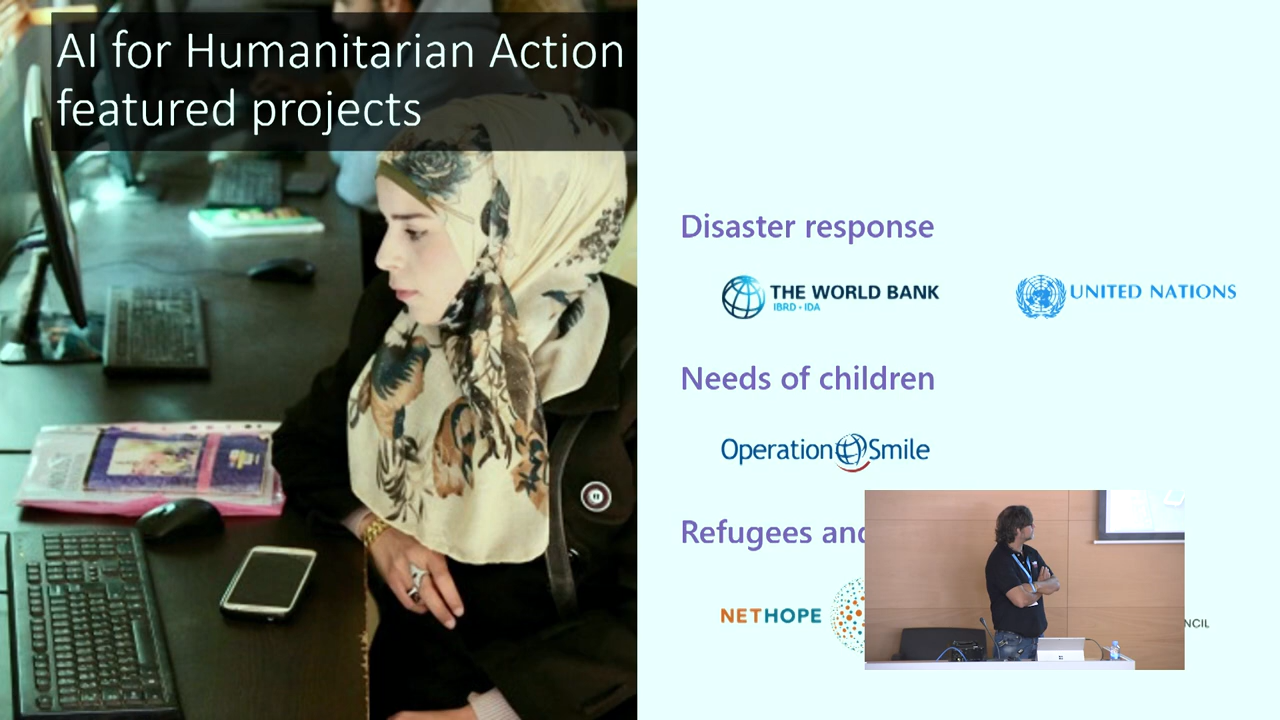 AI for Humanitarian Action
featured projects
Disaster response
THE WORLD BANK
IBRD • IDA
UNITED NATIONS
Needs of children
Operation Smile
Refugees and
NETHOPE
NCIL